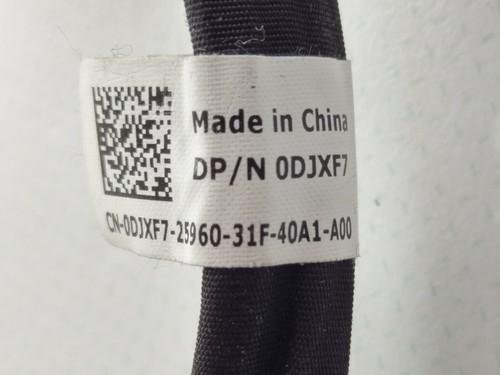 Made in China
DP/N 0DJXF7
CN-0DJXF7-25960-31F-40A1-A00